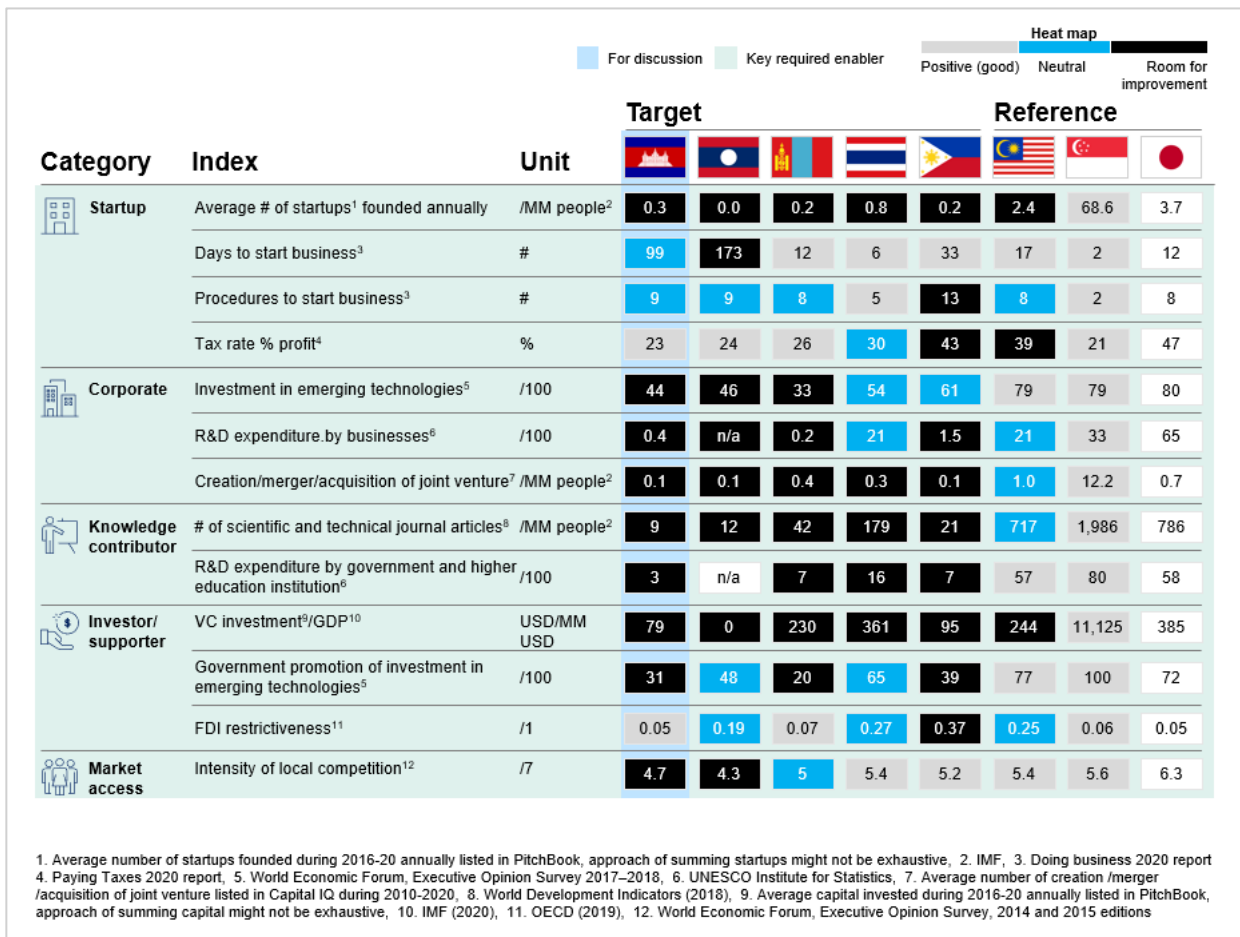 Heat map
For discussion
Key required enabler
Positive (good) Neutral Room for
improvement
Target Reference
Category Index Unit
Startup Average # of startups¹ founded annually /MM people² 0.3 0.0 0.2 0.8 0.2 2.4 68.6 3.7
Days to start business³ # 99 173 12 6 33 17 2 12
Procedures to start business³ # 9 9 8 5 13 8 2 8
Tax rate % profit⁴ % 23 24 26 30 43 39 21 47
Corporate Investment in emerging technologies⁵ /100 44 46 33 54 61 79 79 80
R&D expenditure.by businesses⁶ /100 0.4 n/a 0.2 21 1.5 21 33 65
Creation/merger/acquisition of joint venture⁷ /MM people² 0.1 0.1 0.4 0.3 0.1 1.0 12.2 0.7
Knowledge
contributor
# of scientific and technical journal articles⁸ /MM people² 9 12 42 179 21 717 1,986 786
R&D expenditure by government and higher
education institution⁶
/100 3 n/a 7 16 7 57 80 58
Investor/
supporter
VC investment⁹/GDP¹⁰ USD/MM
USD
79 0 230 361 95 244 11,125 385
Government promotion of investment in
emerging technologies⁵
/100 31 48 20 65 39 77 100 72
FDI restrictiveness¹¹ /1 0.05 0.19 0.07 0.27 0.37 0.25 0.06 0.05
Market
access
Intensity of local competition¹² /7 4.7 4.3 5 5.4 5.2 5.4 5.6 6.3
1. Average number of startups founded during 2016-20 annually listed in PitchBook, approach of summing startups might not be exhaustive, 2. IMF, 3. Doing business 2020 report
4. Paying Taxes 2020 report, 5. World Economic Forum, Executive Opinion Survey 2017–2018, 6. UNESCO Institute for Statistics, 7. Average number of creation /merger
/acquisition of joint venture listed in Capital IQ during 2010-2020, 8. World Development Indicators (2018), 9. Average capital invested during 2016-20 annually listed in PitchBook,
approach of summing capital might not be exhaustive, 10. IMF (2020), 11. OECD (2019), 12. World Economic Forum, Executive Opinion Survey, 2014 and 2015 editions